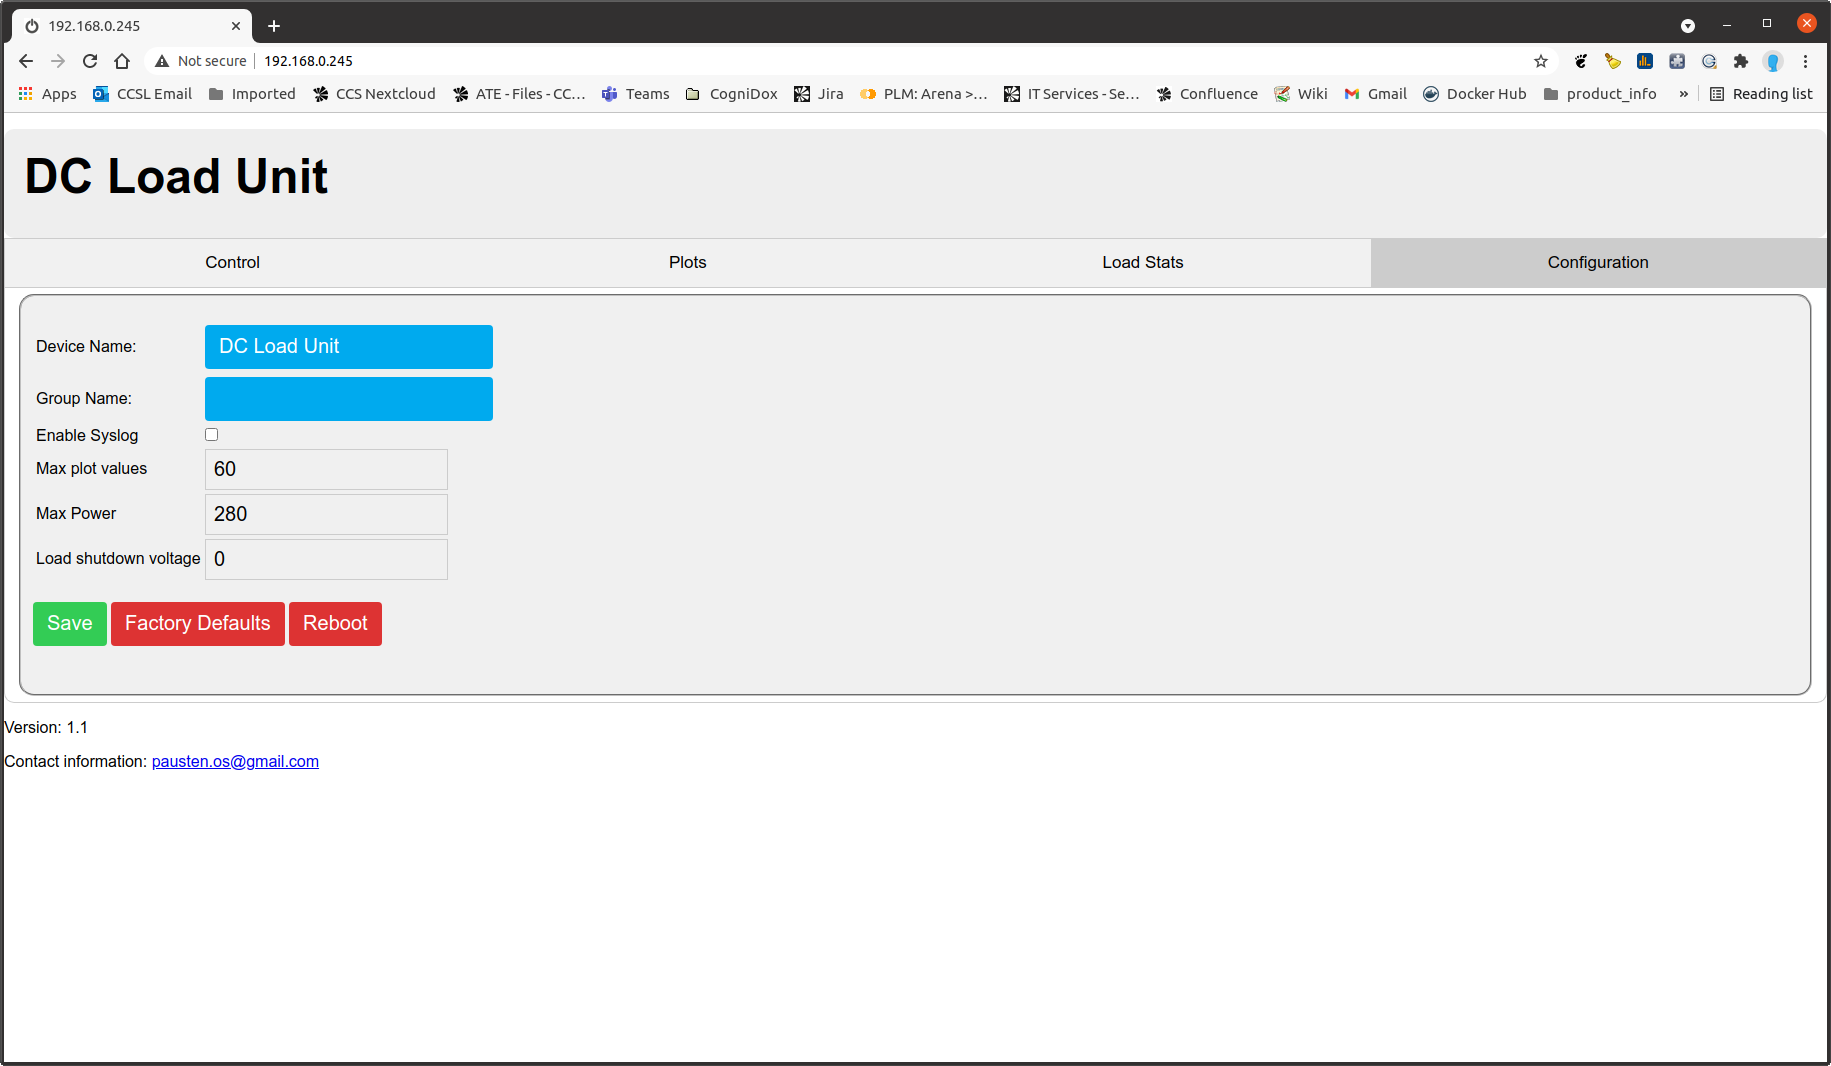 192.168.0.245
Not secure 192.168.0.245
Apps CCSL Email Imported CCS Nextcloud ATE - Files - CC… Teams CogniDox Jira PLM: Arena >… IT Services - Se… Confluence Wiki Gmail Docker Hub product_info » Reading list
DC Load Unit
Control Plots Load Stats Configuration
Device Name: DC Load Unit
Group Name:
Enable Syslog
Max plot values 60
Max Power 280
Load shutdown voltage 0
Save Factory Defaults Reboot
Version: 1.1
Contact information: pausten.os@gmail.com